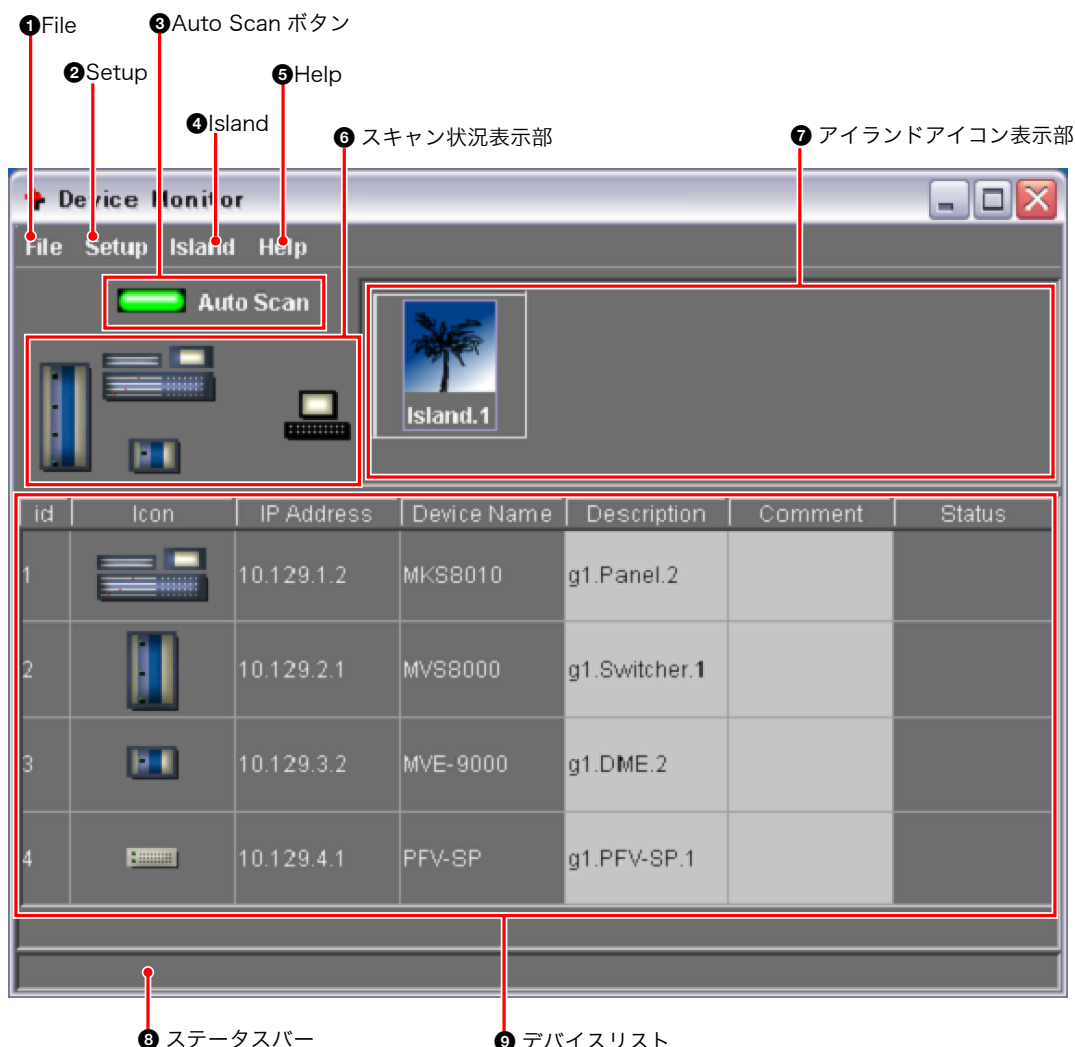 ❶File
❸Auto Scan ボタン
❷Setup
❺Help
❹Island
❻ スキャン状況表示部
❼ アイランドアイコン表示部
Device Monitor
File Setup Island Help
Auto Scan
Island.1
id Icon IP Address Device Name Description Comment Status
1 10.129.1.2 MKS8010 g1.Panel.2
2 10.129.2.1 MVS8000 g1.Switcher.1
3 10.129.3.2 MVE-9000 g1.DME.2
4 10.129.4.1 PFV-SP g1.PFV-SP.1
❽ ステータスバー
❾ デバイスリスト